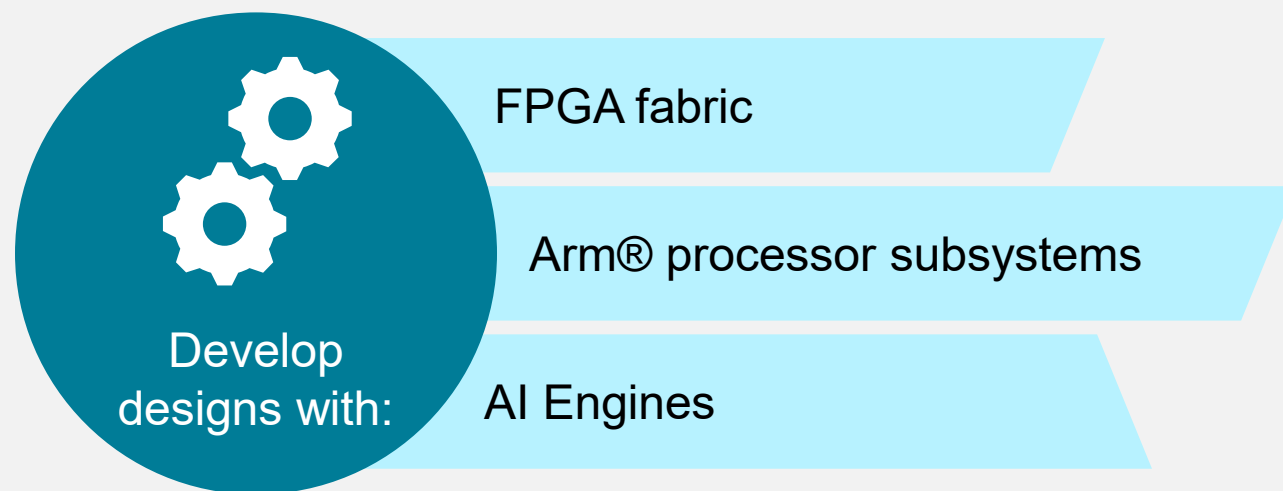 FPGA fabric
Arm® processor subsystems
Develop
designs with:
AI Engines